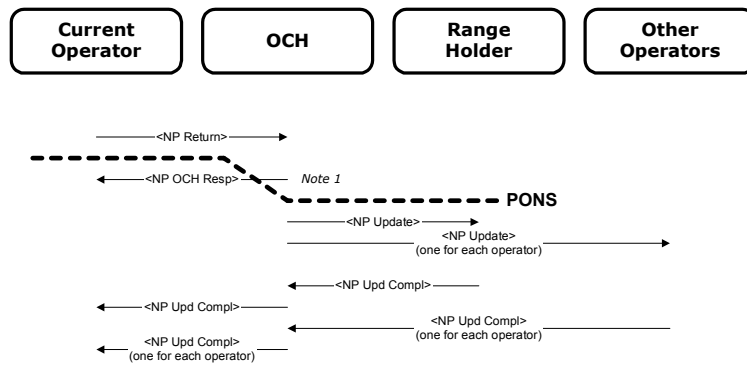 Current
Operator
OCH
Range
Holder
Other
Operators
<NP Return>
<NP OCH Resp>
Note 1
PONS
<NP Update>
<NP Update>
(one for each operator)
<NP Upd Compl>
<NP Upd Compl>
<NP Upd Compl>
(one for each operator)
<NP Upd Compl>
(one for each operator)